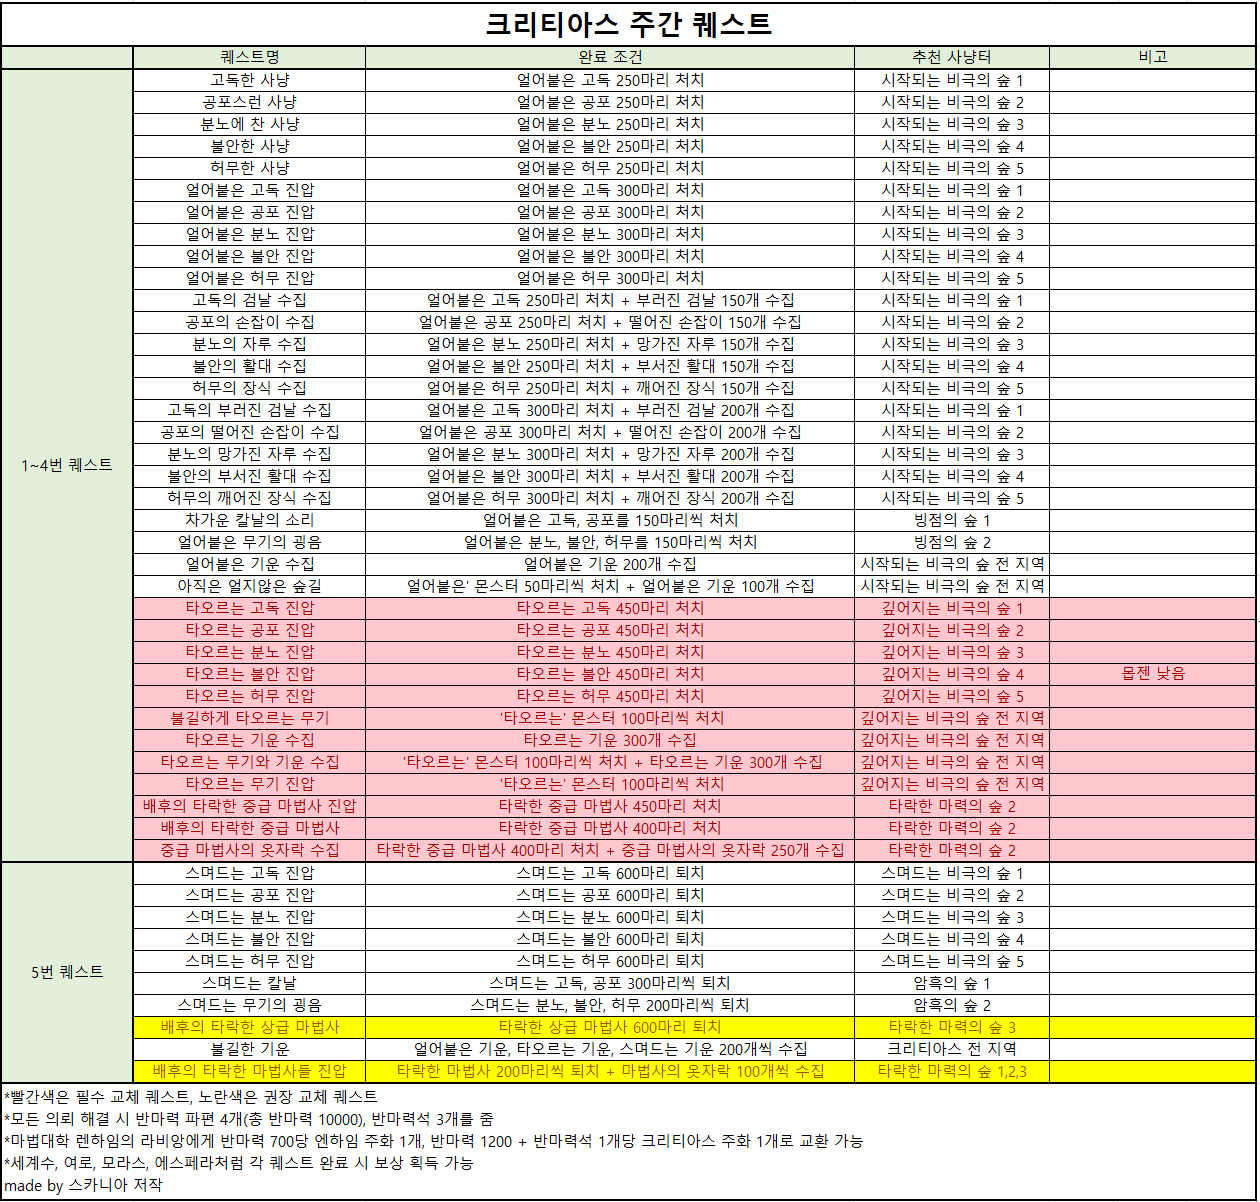 크리티아스 주간 퀘스트
퀘스트명 완료 조건 추천 사냥터 비고
1~4번 퀘스트
고독한 사냥 얼어붙은 고독 250마리 처치 시작되는 비극의 숲 1
공포스런 사냥 얼어붙은 공포 250마리 처치 시작되는 비극의 숲 2
분노에 찬 사냥 얼어붙은 분노 250마리 처치 시작되는 비극의 숲 3
불안한 사냥 얼어붙은 불안 250마리 처치 시작되는 비극의 숲 4
허무한 사냥 얼어붙은 허무 250마리 처치 시작되는 비극의 숲 5
얼어붙은 고독 진압 얼어붙은 고독 300마리 처치 시작되는 비극의 숲 1
얼어붙은 공포 진압 얼어붙은 공포 300마리 처치 시작되는 비극의 숲 2
얼어붙은 분노 진압 얼어붙은 분노 300마리 처치 시작되는 비극의 숲 3
얼어붙은 불안 진압 얼어붙은 불안 300마리 처치 시작되는 비극의 숲 4
얼어붙은 허무 진압 얼어붙은 허무 300마리 처치 시작되는 비극의 숲 5
고독의 검날 수집 얼어붙은 고독 250마리 처치 + 부러진 검날 150개 수집 시작되는 비극의 숲 1
공포의 손잡이 수집 얼어붙은 공포 250마리 처치 + 떨어진 손잡이 150개 수집 시작되는 비극의 숲 2
분노의 자루 수집 얼어붙은 분노 250마리 처치 + 망가진 자루 150개 수집 시작되는 비극의 숲 3
불안의 활대 수집 얼어붙은 불안 250마리 처치 + 부서진 활대 150개 수집 시작되는 비극의 숲 4
허무의 장식 수집 얼어붙은 허무 250마리 처치 + 깨어진 장식 150개 수집 시작되는 비극의 숲 5
고독의 부러진 검날 수집 얼어붙은 고독 300마리 처치 + 부러진 검날 200개 수집 시작되는 비극의 숲 1
공포의 떨어진 손잡이 수집 얼어붙은 공포 300마리 처치 + 떨어진 손잡이 200개 수집 시작되는 비극의 숲 2
분노의 망가진 자루 수집 얼어붙은 분노 300마리 처치 + 망가진 자루 200개 수집 시작되는 비극의 숲 3
불안의 부서진 활대 수집 얼어붙은 불안 300마리 처치 + 부서진 활대 200개 수집 시작되는 비극의 숲 4
허무의 깨어진 장식 수집 얼어붙은 허무 300마리 처치 + 깨어진 장식 200개 수집 시작되는 비극의 숲 5
차가운 칼날의 소리 얼어붙은 고독, 공포를 150마리씩 처치 빙점의 숲 1
얼어붙은 무기의 굉음 얼어붙은 분노, 불안, 허무를 150마리씩 처치 빙점의 숲 2
얼어붙은 기운 수집 얼어붙은 기운 200개 수집 시작되는 비극의 숲 전 지역
아직은 얼지않은 숲길 얼어붙은' 몬스터 50마리씩 처치 + 얼어붙은 기운 100개 수집 시작되는 비극의 숲 전 지역
타오르는 고독 진압 타오르는 고독 450마리 처치 깊어지는 비극의 숲 1
타오르는 공포 진압 타오르는 공포 450마리 처치 깊어지는 비극의 숲 2
타오르는 분노 진압 타오르는 분노 450마리 처치 깊어지는 비극의 숲 3
타오르는 불안 진압 타오르는 불안 450마리 처치 깊어지는 비극의 숲 4 몹젠 낮음
타오르는 허무 진압 타오르는 허무 450마리 처치 깊어지는 비극의 숲 5
불길하게 타오르는 무기 '타오르는' 몬스터 100마리씩 처치 깊어지는 비극의 숲 전 지역
타오르는 기운 수집 타오르는 기운 300개 수집 깊어지는 비극의 숲 전 지역
타오르는 무기와 기운 수집 '타오르는' 몬스터 100마리씩 처치 + 타오르는 기운 300개 수집 깊어지는 비극의 숲 전 지역
타오르는 무기 진압 '타오르는' 몬스터 100마리씩 처치 깊어지는 비극의 숲 전 지역
배후의 타락한 중급 마법사 진압 타락한 중급 마법사 450마리 처치 타락한 마력의 숲 2
배후의 타락한 중급 마법사 타락한 중급 마법사 400마리 처치 타락한 마력의 숲 2
중급 마법사의 옷자락 수집 타락한 중급 마법사 400마리 처치 + 중급 마법사의 옷자락 250개 수집 타락한 마력의 숲 2
5번 퀘스트
스며드는 고독 진압 스며드는 고독 600마리 퇴치 스며드는 비극의 숲 1
스며드는 공포 진압 스며드는 공포 600마리 퇴치 스며드는 비극의 숲 2
스며드는 분노 진압 스며드는 분노 600마리 퇴치 스며드는 비극의 숲 3
스며드는 불안 진압 스며드는 불안 600마리 퇴치 스며드는 비극의 숲 4
스며드는 허무 진압 스며드는 허무 600마리 퇴치 스며드는 비극의 숲 5
스며드는 칼날 스며드는 고독, 공포 300마리씩 퇴치 암흑의 숲 1
스며드는 무기의 굉음 스며드는 분노, 불안, 허무 200마리씩 퇴치 암흑의 숲 2
배후의 타락한 상급 마법사 타락한 상급 마법사 600마리 퇴치 타락한 마력의 숲 3
불길한 기운 얼어붙은 기운, 타오르는 기운, 스며드는 기운 200개씩 수집 크리티아스 전 지역
배후의 타락한 마법사들 진압 타락한 마법사 200마리씩 퇴치 + 마법사의 옷자락 100개씩 수집 타락한 마력의 숲 1,2,3
*빨간색은 필수 교체 퀘스트, 노란색은 권장 교체 퀘스트
*모든 의뢰 해결 시 반마력 파편 4개(총 반마력 10000), 반마력석 3개를 줌
*마법대학 렌하임의 라비앙에게 반마력 700당 엔하임 주화 1개, 반마력 1200 + 반마력석 1개당 크리티아스 주화 1개로 교환 가능
*세계수, 여로, 모라스, 에스페라처럼 각 퀘스트 완료 시 보상 획득 가능
made by 스카니아 저작